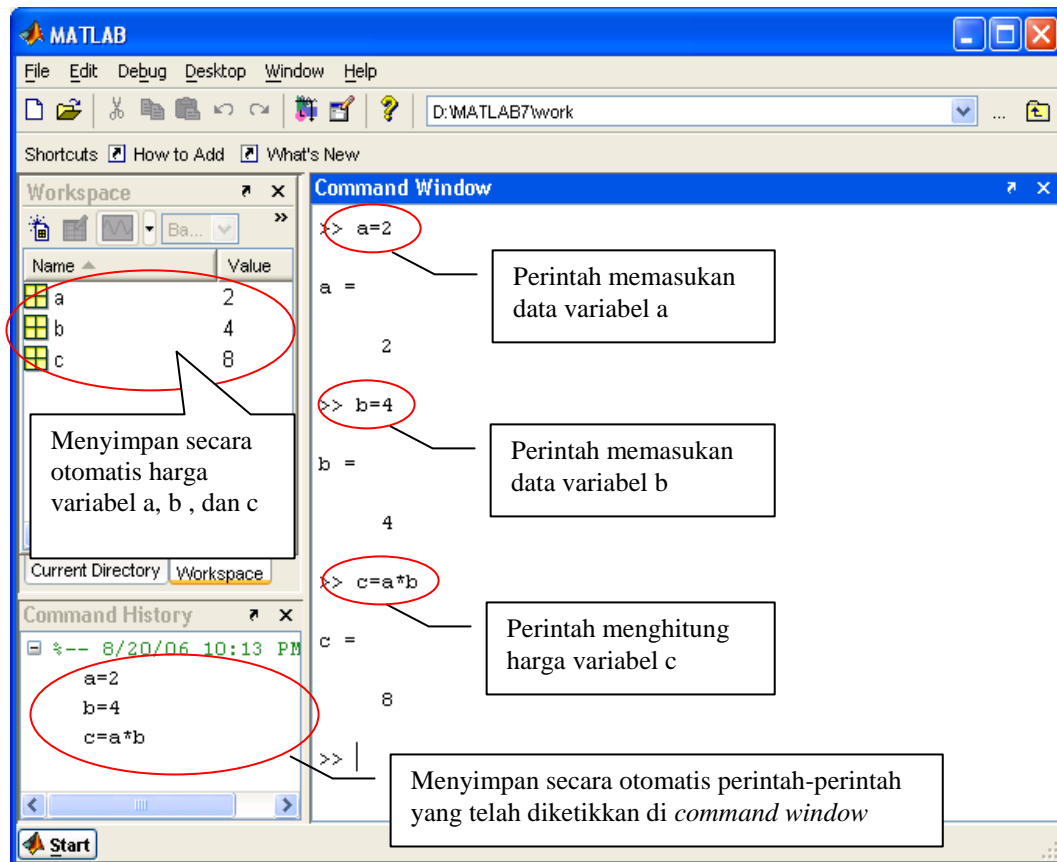 MATLAB
File Edit Debug Desktop Window Help
D:\MATLAB7\work
...
Shortcuts How to Add What's New
Workspace
Ba...
»
Name Value
a 2
b 4
c 8
Menyimpan secara
otomatis harga
variabel a, b , dan c
Current Directory Workspace
Command History
%-- 8/20/06 10:13 PM
a=2
b=4
c=a*b
Start
Command Window
>> a=2
Perintah memasukan
data variabel a
a =
2
>> b=4
Perintah memasukan
data variabel b
b =
4
>> c=a*b
Perintah menghitung
harga variabel c
c =
8
>>
Menyimpan secara otomatis perintah-perintah
yang telah diketikkan di command window